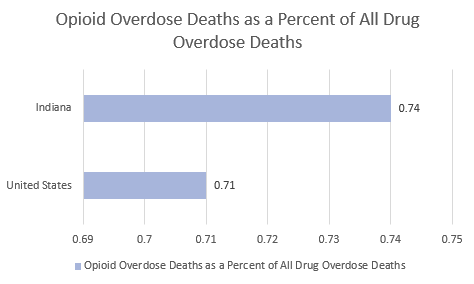 Opioid Overdose Deaths as a Percent of All Drug
Overdose Deaths
Indiana
0.74
United States
0.71
0.69 0.7 0.71 0.72 0.73 0.74 0.75
Opioid Overdose Deaths as a Percent of All Drug Overdose Deaths